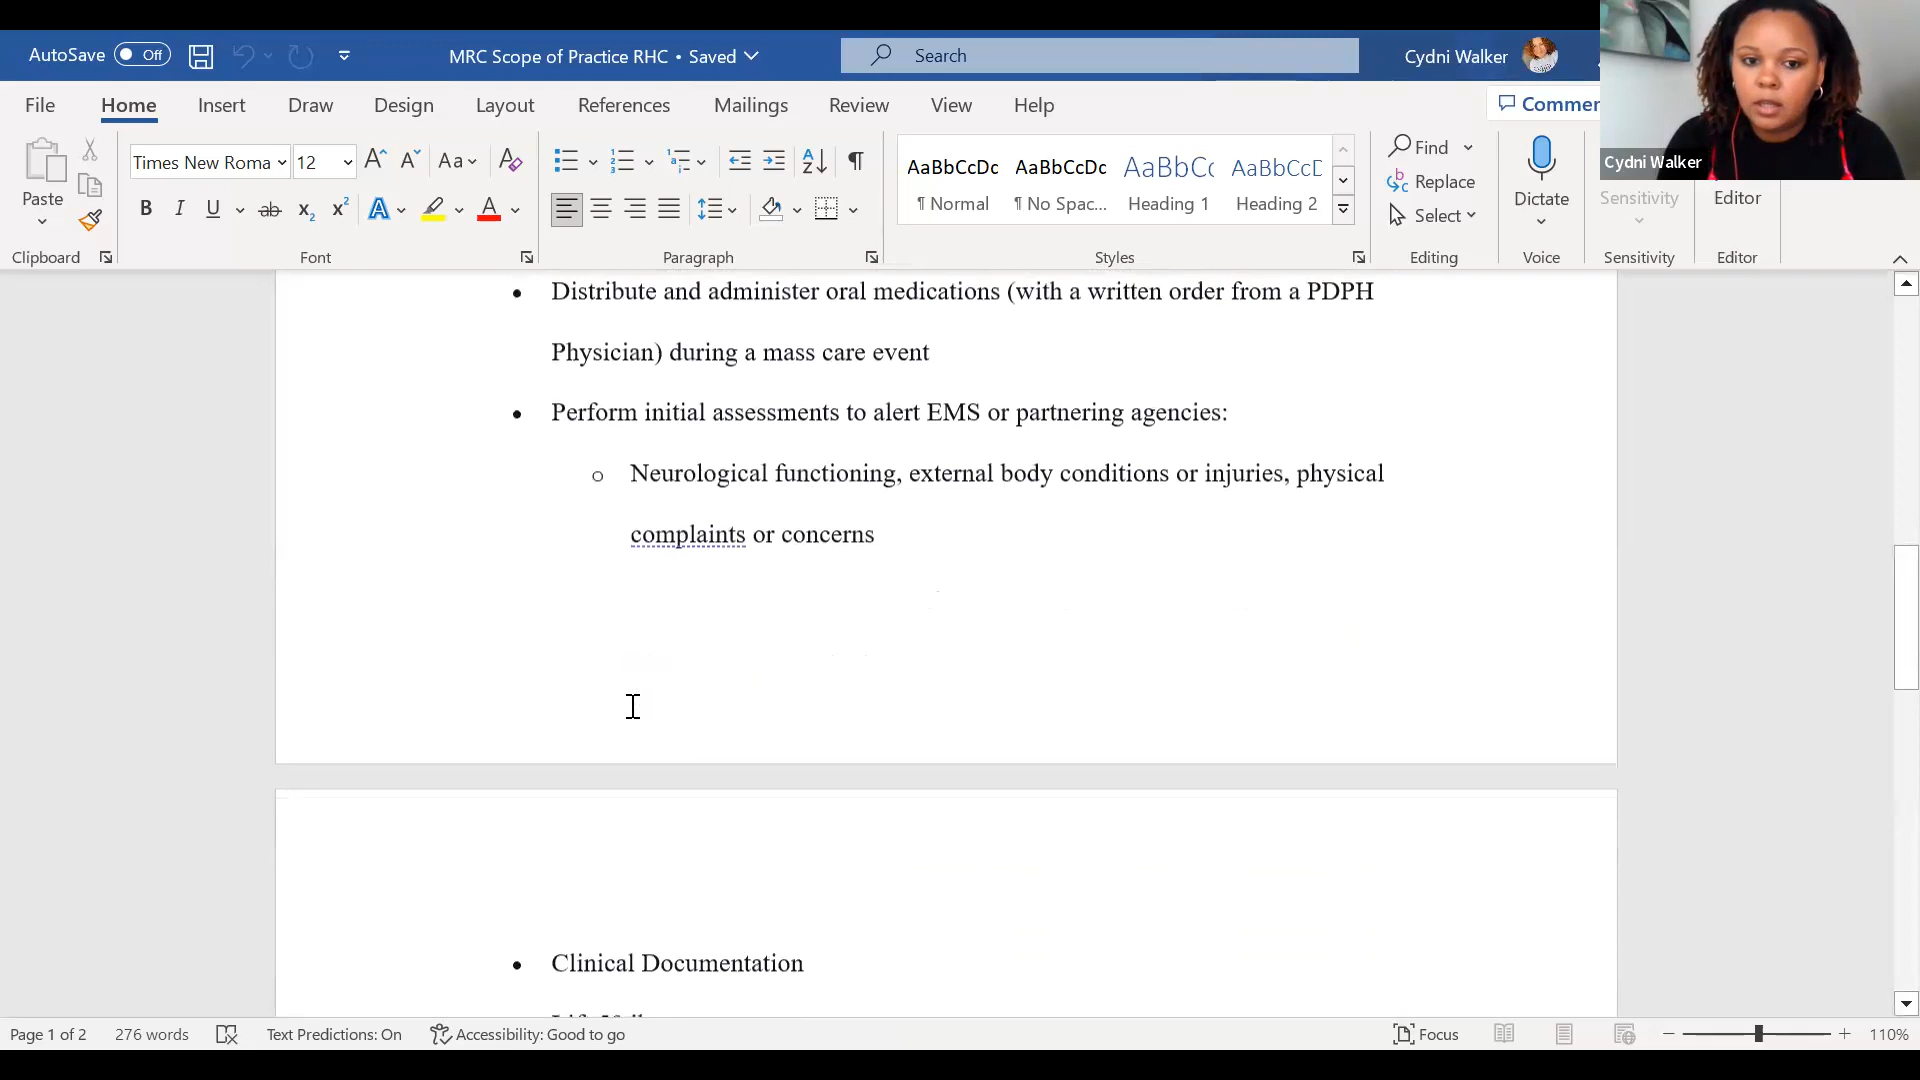 AutoSave Off MRC Scope of Practice RHC • Saved Search Cydni Walker
File Home Insert Draw Design Layout References Mailings Review View Help Commen
Cydni Walker
Paste
Clipboard
Times New Roma 12
Aa
B I U ab x2 x2 A A
Font
Paragraph
AaBbCcDc AaBbCcDc AaBbCc AaBbCcD
¶ Normal ¶ No Spac... Heading 1 Heading 2
Styles
Find
Replace
Select
Editing
Dictate
Voice
Sensitivity
Sensitivity
Editor
Editor
• Distribute and administer oral medications (with a written order from a PDPH
Physician) during a mass care event
• Perform initial assessments to alert EMS or partnering agencies:
o Neurological functioning, external body conditions or injuries, physical
complaints or concerns
• Clinical Documentation
Page 1 of 2 276 words Text Predictions: On Accessibility: Good to go Focus 110%